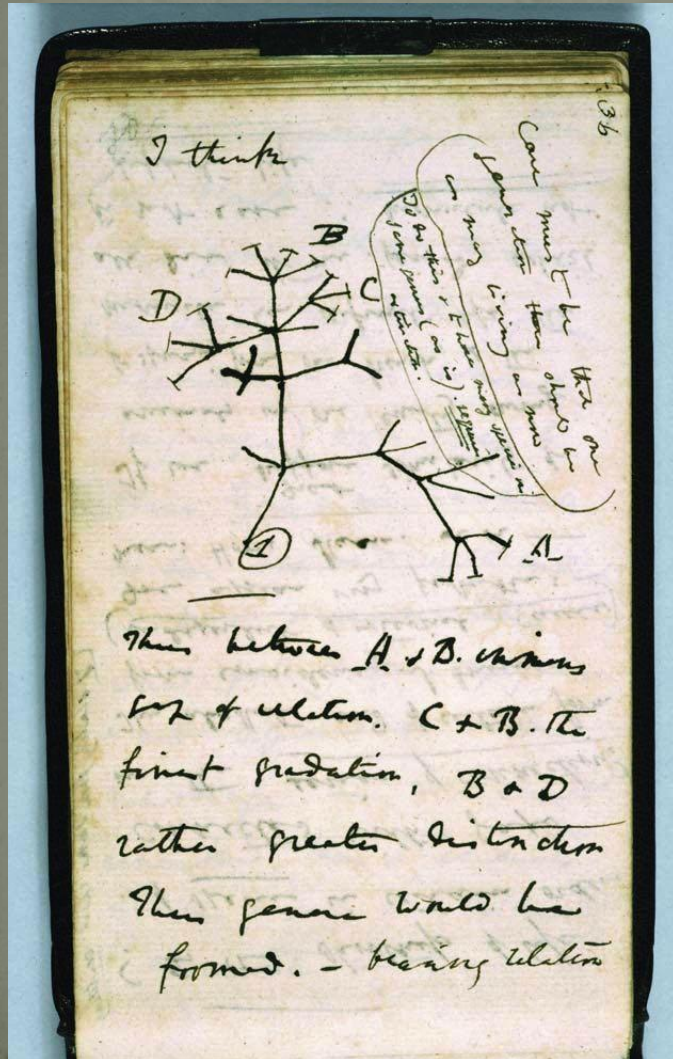 36
I think
Case must be that one
generation then should be
as many living as now
To do this & to have many species in
same genus (as is). requires
extinction.
B
C
D
A
1
Thus between A & B. immens
gap of relation. C & B. the
finest gradation, B & D
rather greater distinction
Thus genera would be
formed. — bearing relation